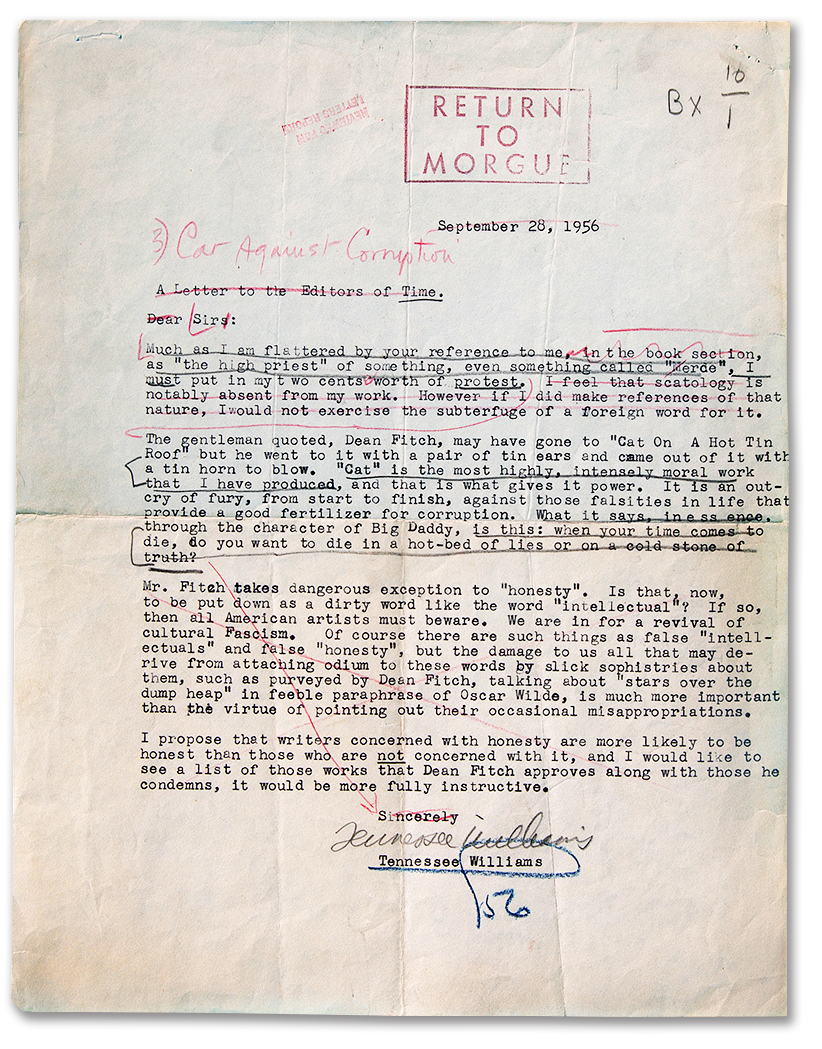 BX 10
1
RETURN
TO
MORGUE
September 28, 1956
3) Car Against Corruption
A Letter to the Editors of Time.
Dear Sirs:
Much as I am flattered by your reference to me, in the book section,
as "the high priest" of something, even something called "Merde", I
must put in my two cents worth of protest. I feel that scatology is
notably absent from my work. However if I did make references of that
nature, I would not exercise the subterfuge of a foreign word for it.
The gentleman quoted, Dean Fitch, may have gone to "Cat On A Hot Tin
Roof" but he went to it with a pair of tin ears and came out of it with
a tin horn to blow. "Cat" is the most highly, intensely moral work
that I have produced, and that is what gives it power. It is an out-
cry of fury, from start to finish, against those falsities in life that
provide a good fertilizer for corruption. What it says, in ess ence,
through the character of Big Daddy, is this: when your time comes to
die, do you want to die in a hot-bed of lies or on a cold stone of
truth?
Mr. Fitch takes dangerous exception to "honesty". Is that, now,
to be put down as a dirty word like the word "intellectual"? If so,
then all American artists must beware. We are in for a revival of
cultural Fascism. Of course there are such things as false "intell-
ectuals" and false "honesty", but the damage to us all that may de-
rive from attaching odium to these words by slick sophistries about
them, such as purveyed by Dean Fitch, talking about "stars over the
dump heap" in feeble paraphrase of Oscar Wilde, is much more important
than the virtue of pointing out their occasional misappropriations.
I propose that writers concerned with honesty are more likely to be
honest than those who are not concerned with it, and I would like to
see a list of those works that Dean Fitch approves along with those he
condemns, it would be more fully instructive.
Sincerely
Tennessee Williams
Tennessee Williams
56